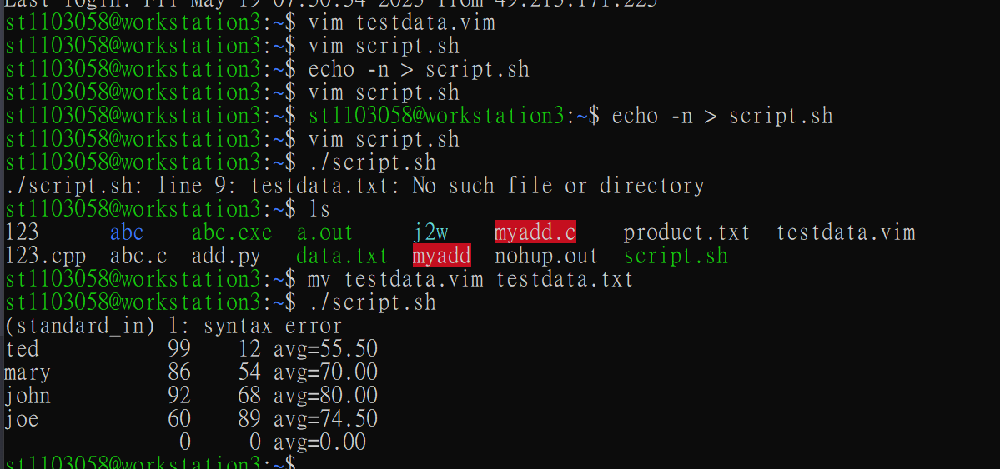 Last login: Fri May 19 07:50:54 2023 from 49.213.171.225
st1103058@workstation3:~$ vim testdata.vim
st1103058@workstation3:~$ vim script.sh
st1103058@workstation3:~$ echo -n > script.sh
st1103058@workstation3:~$ vim script.sh
st1103058@workstation3:~$ st1103058@workstation3:~$ echo -n > script.sh
st1103058@workstation3:~$ vim script.sh
st1103058@workstation3:~$ ./script.sh
./script.sh: line 9: testdata.txt: No such file or directory
st1103058@workstation3:~$ ls
123 abc abc.exe a.out j2w myadd.c product.txt testdata.vim
123.cpp abc.c add.py data.txt myadd nohup.out script.sh
st1103058@workstation3:~$ mv testdata.vim testdata.txt
st1103058@workstation3:~$ ./script.sh
(standard_in) 1: syntax error
ted 99 12 avg=55.50
mary 86 54 avg=70.00
john 92 68 avg=80.00
joe 60 89 avg=74.50
0 0 avg=0.00
st1103058@workstation3:~$